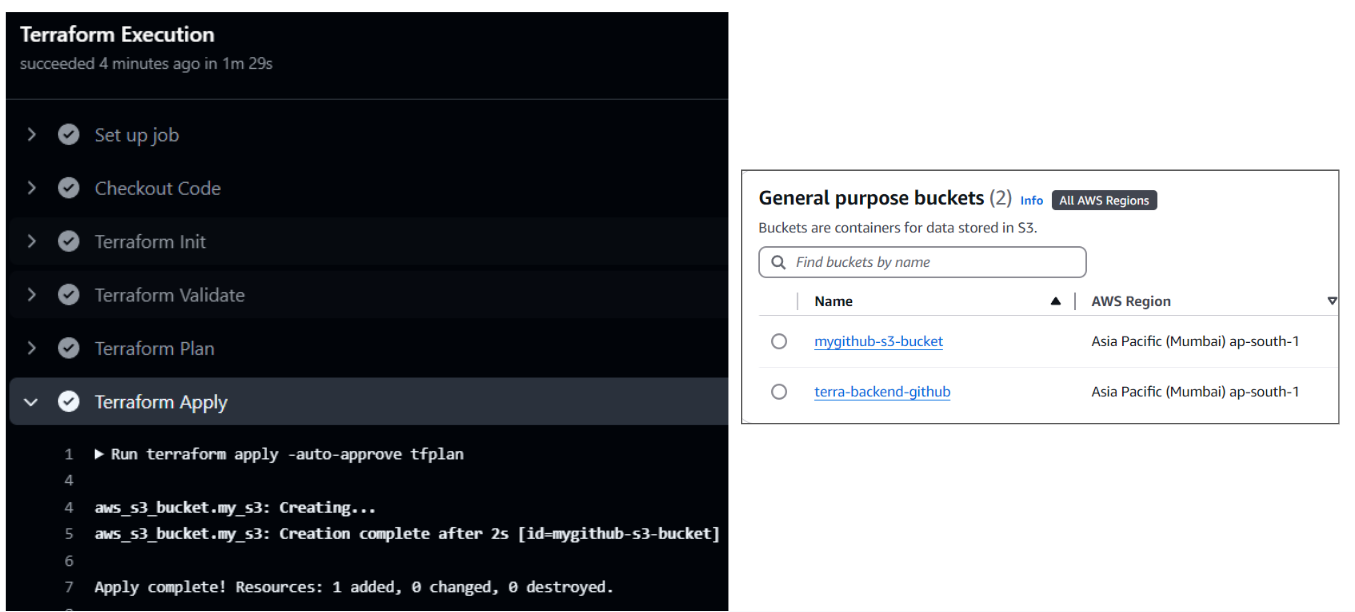 Terraform Execution
succeeded 4 minutes ago in 1m 29s
Set up job
Checkout Code
Terraform Init
Terraform Validate
Terraform Plan
Terraform Apply
1 Run terraform apply -auto-approve tfplan
4
4 aws_s3_bucket.my_s3: Creating...
5 aws_s3_bucket.my_s3: Creation complete after 2s [id=mygithub-s3-bucket]
6
7 Apply complete! Resources: 1 added, 0 changed, 0 destroyed.
General purpose buckets (2) Info All AWS Regions
Buckets are containers for data stored in S3.
Find buckets by name
Name AWS Region
mygithub-s3-bucket Asia Pacific (Mumbai) ap-south-1
terra-backend-github Asia Pacific (Mumbai) ap-south-1